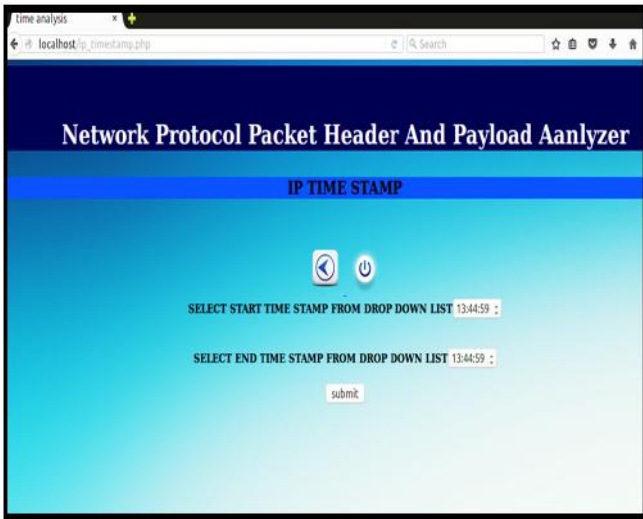 time analysis
localhost/ip_timestamp.php Search
Network Protocol Packet Header And Payload Aanlyzer
IP TIME STAMP
SELECT START TIME STAMP FROM DROP DOWN LIST 13:44:59
SELECT END TIME STAMP FROM DROP DOWN LIST 13:44:59
submit